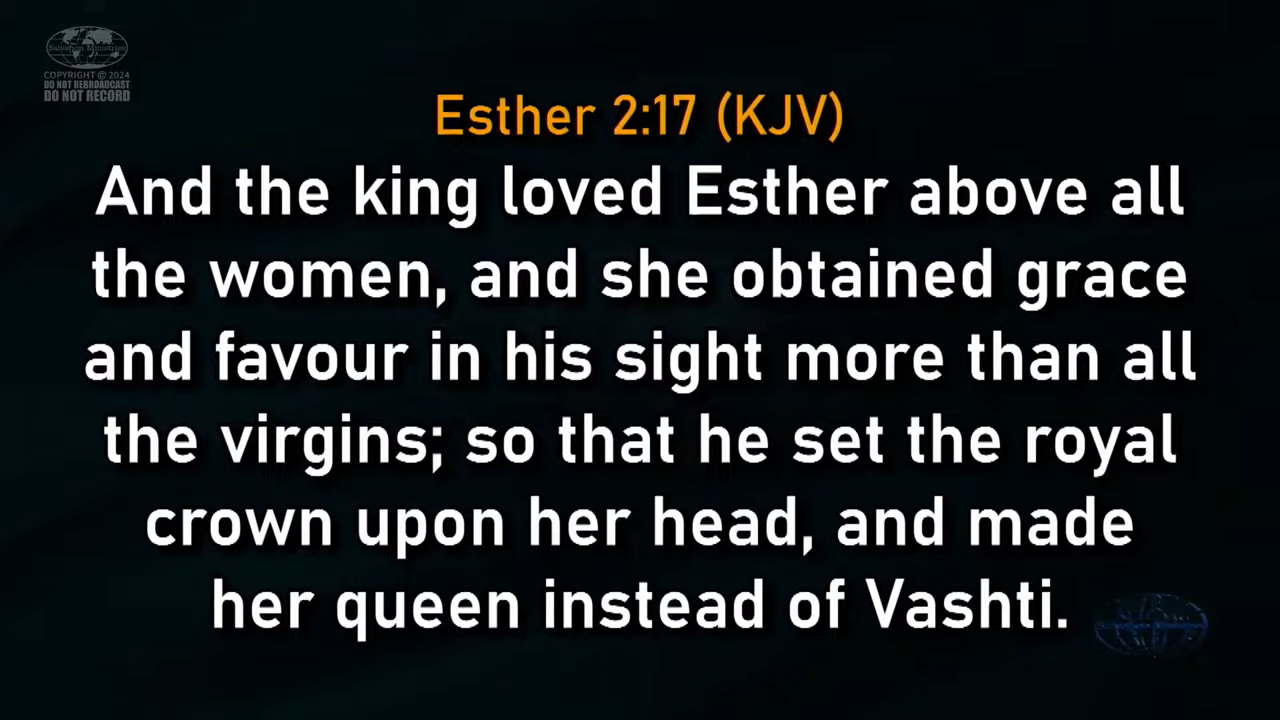 Salvation Ministries
COPYRIGHT © 2024
DO NOT REBROADCAST
DO NOT RECORD
Esther 2:17 (KJV)
And the king loved Esther above all
the women, and she obtained grace
and favour in his sight more than all
the virgins; so that he set the royal
crown upon her head, and made
her queen instead of Vashti.